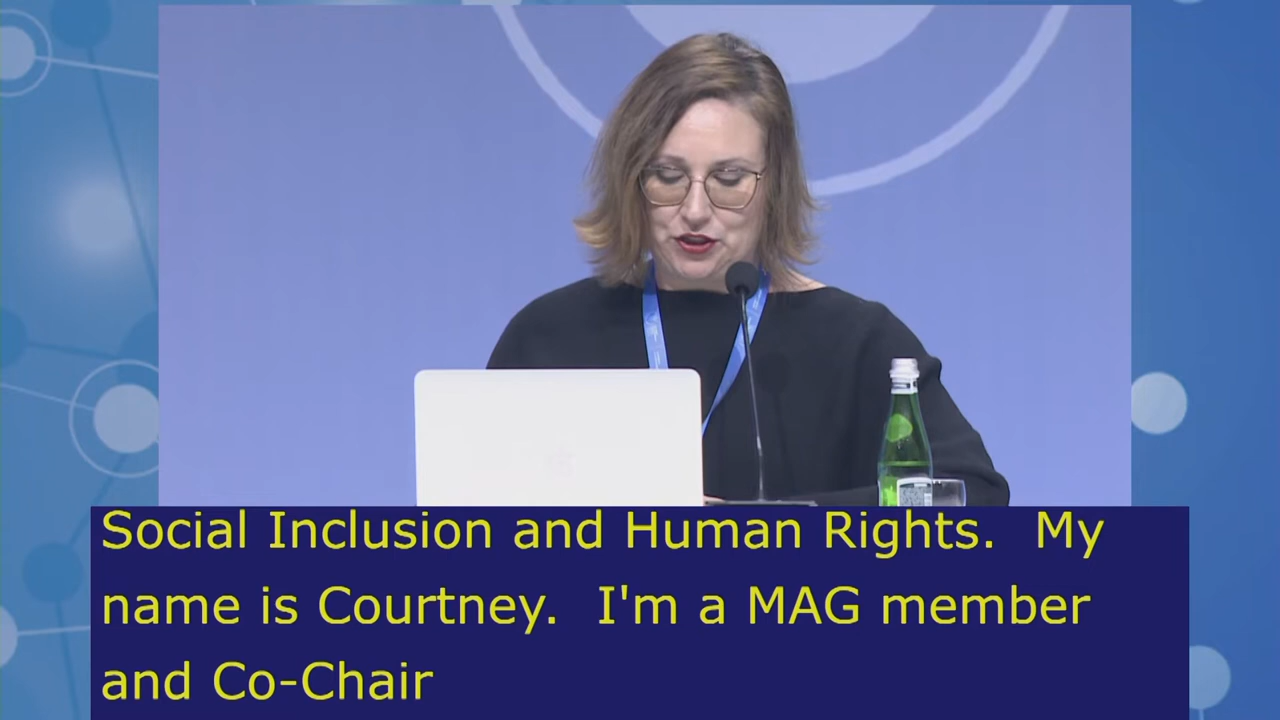 Social Inclusion and Human Rights.  My
name is Courtney.  I'm a MAG member
and Co-Chair